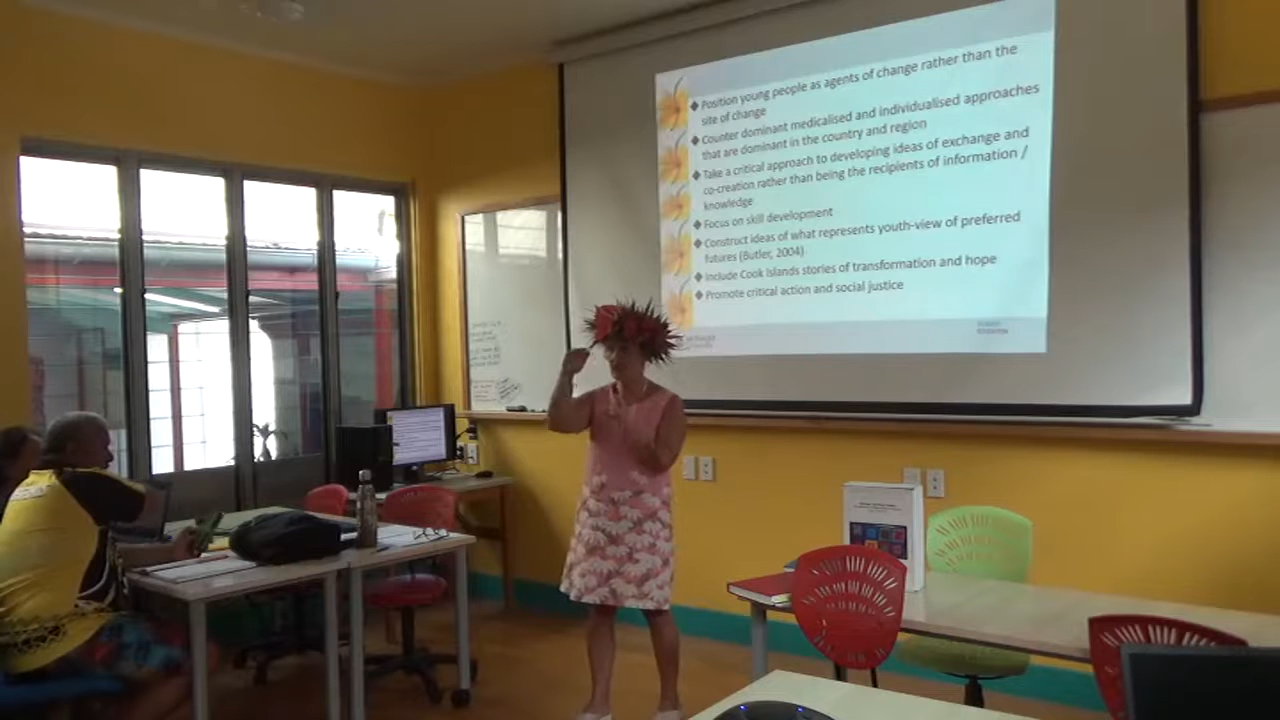 ◆ Position young people as agents of change rather than the
site of change
◆ Counter dominant medicalised and individualised approaches
that are dominant in the country and region
◆ Take a critical approach to developing ideas of exchange and
co-creation rather than being the recipients of information /
knowledge
◆ Focus on skill development
◆ Construct ideas of what represents youth-view of preferred
futures (Butler, 2004)
◆ Include Cook Islands stories of transformation and hope
◆ Promote critical action and social justice